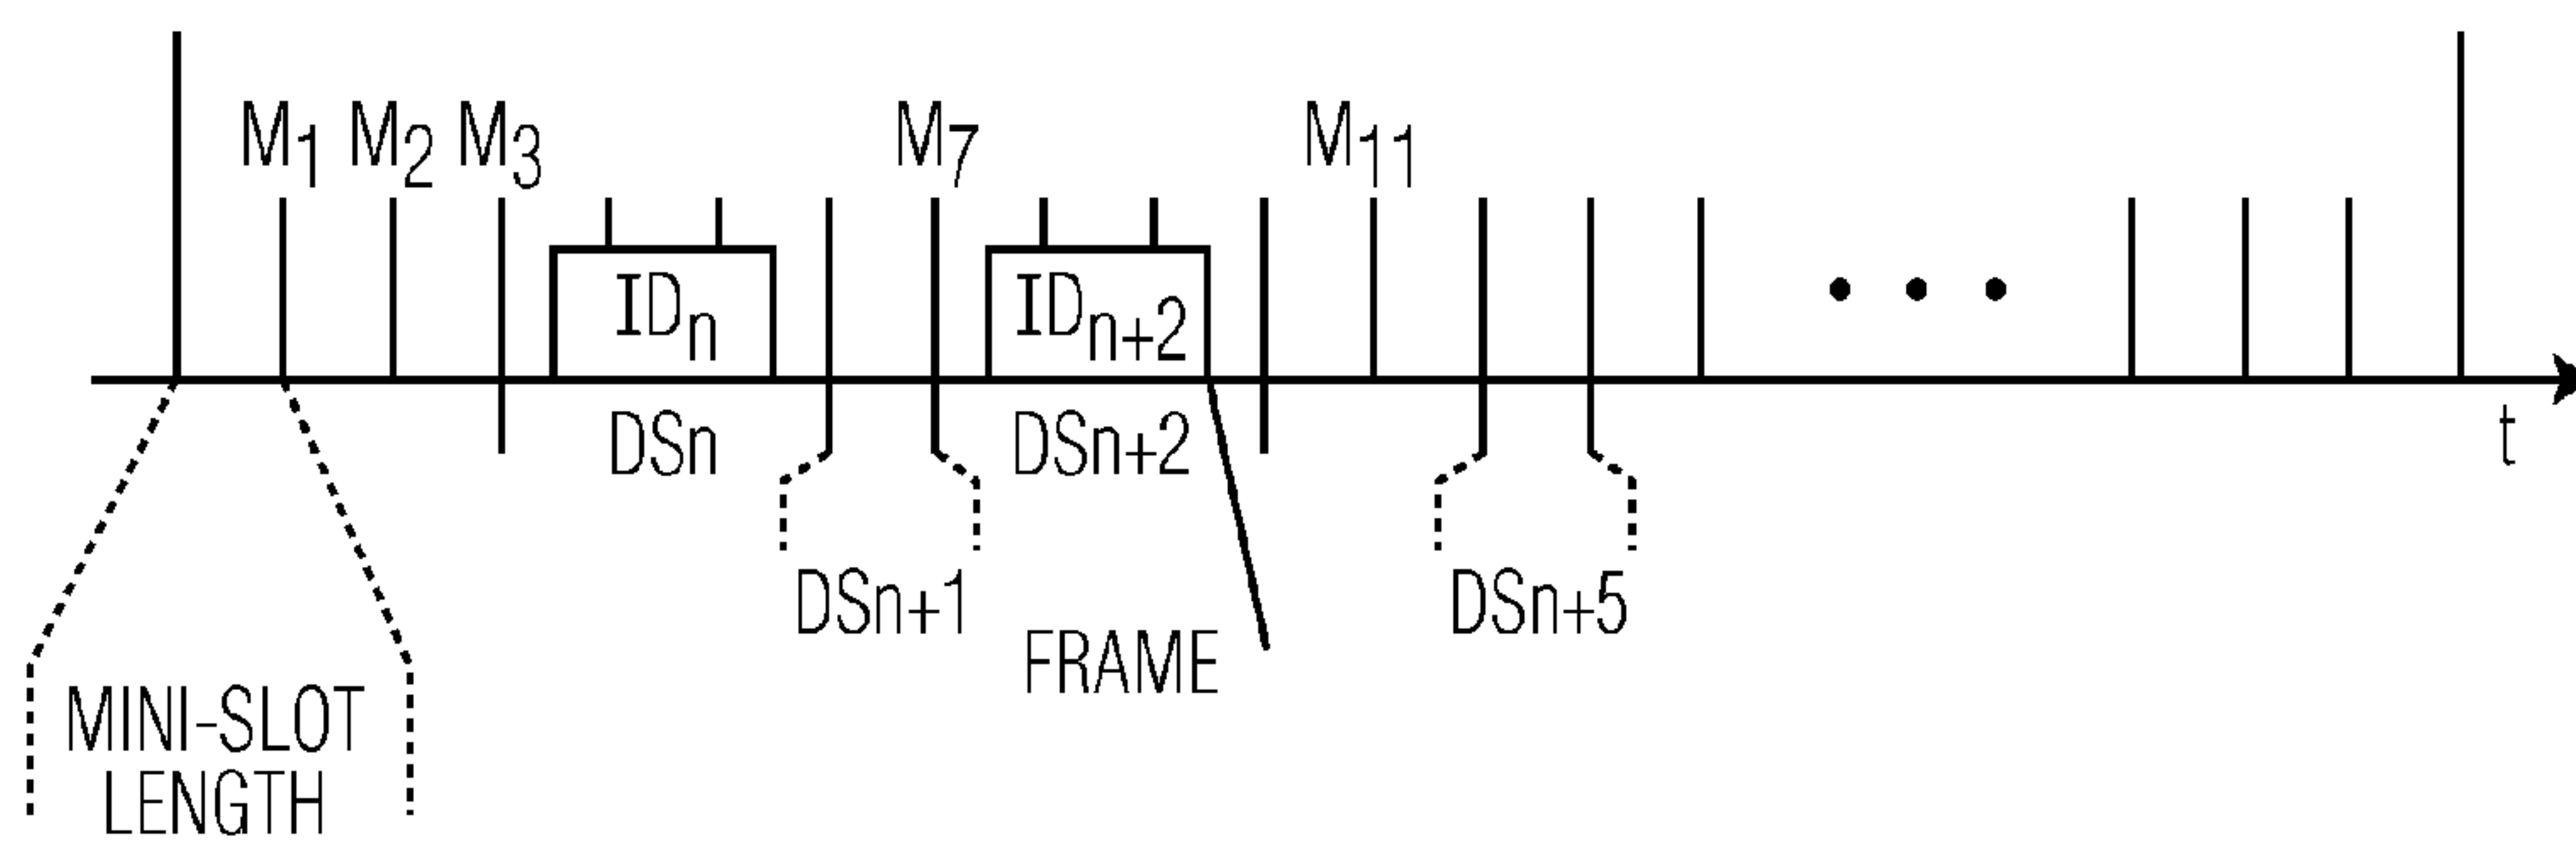 M1 M2 M3 M7 M11
IDn IDn+2
DSn DSn+2 t
DSn+1 DSn+5
FRAME
MINI-SLOT
LENGTH